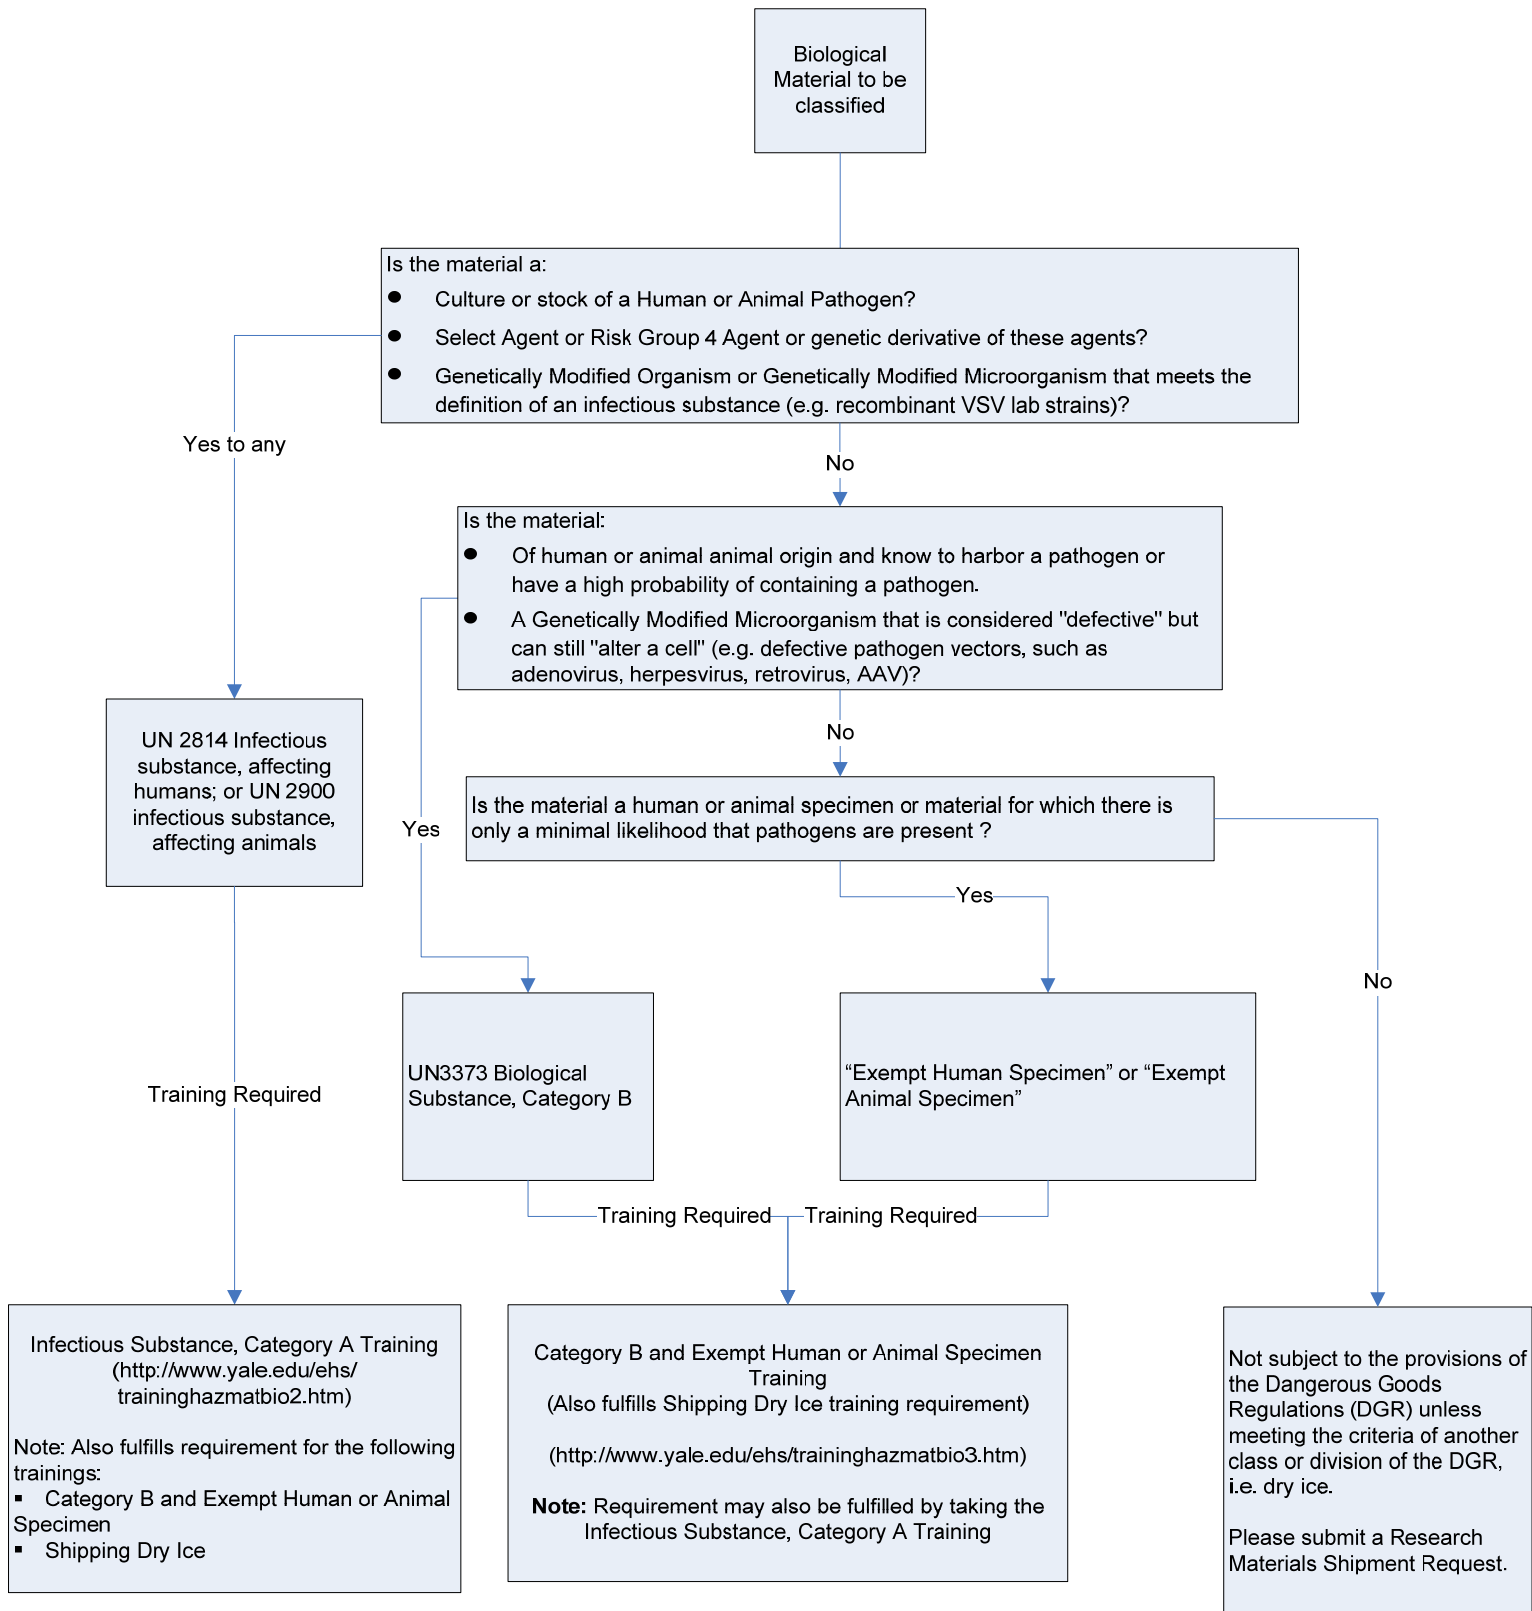 Biological
Material to be
classified
Is the material a:
● Culture or stock of a Human or Animal Pathogen?
● Select Agent or Risk Group 4 Agent or genetic derivative of these agents?
● Genetically Modified Organism or Genetically Modified Microorganism that meets the
definition of an infectious substance (e.g. recombinant VSV lab strains)?
Yes to any
No
Is the material:
● Of human or animal animal origin and know to harbor a pathogen or
have a high probability of containing a pathogen.
● A Genetically Modified Microorganism that is considered "defective" but
can still "alter a cell" (e.g. defective pathogen vectors, such as
adenovirus, herpesvirus, retrovirus, AAV)?
UN 2814 Infectious
substance, affecting
humans; or UN 2900
infectious substance,
affecting animals
No
Is the material a human or animal specimen or material for which there is
only a minimal likelihood that pathogens are present ?
Yes
Yes
No
UN3373 Biological
Substance, Category B
“Exempt Human Specimen” or “Exempt
Animal Specimen”
Training Required
Training Required
Training Required
Infectious Substance, Category A Training
(http://www.yale.edu/ehs/
traininghazmatbio2.htm)
Note: Also fulfills requirement for the following
trainings:
▪ Category B and Exempt Human or Animal
Specimen
▪ Shipping Dry Ice
Category B and Exempt Human or Animal Specimen
Training
(Also fulfills Shipping Dry Ice training requirement)
(http://www.yale.edu/ehs/traininghazmatbio3.htm)
Note: Requirement may also be fulfilled by taking the
Infectious Substance, Category A Training
Not subject to the provisions of
the Dangerous Goods
Regulations (DGR) unless
meeting the criteria of another
class or division of the DGR,
i.e. dry ice.
Please submit a Research
Materials Shipment Request.